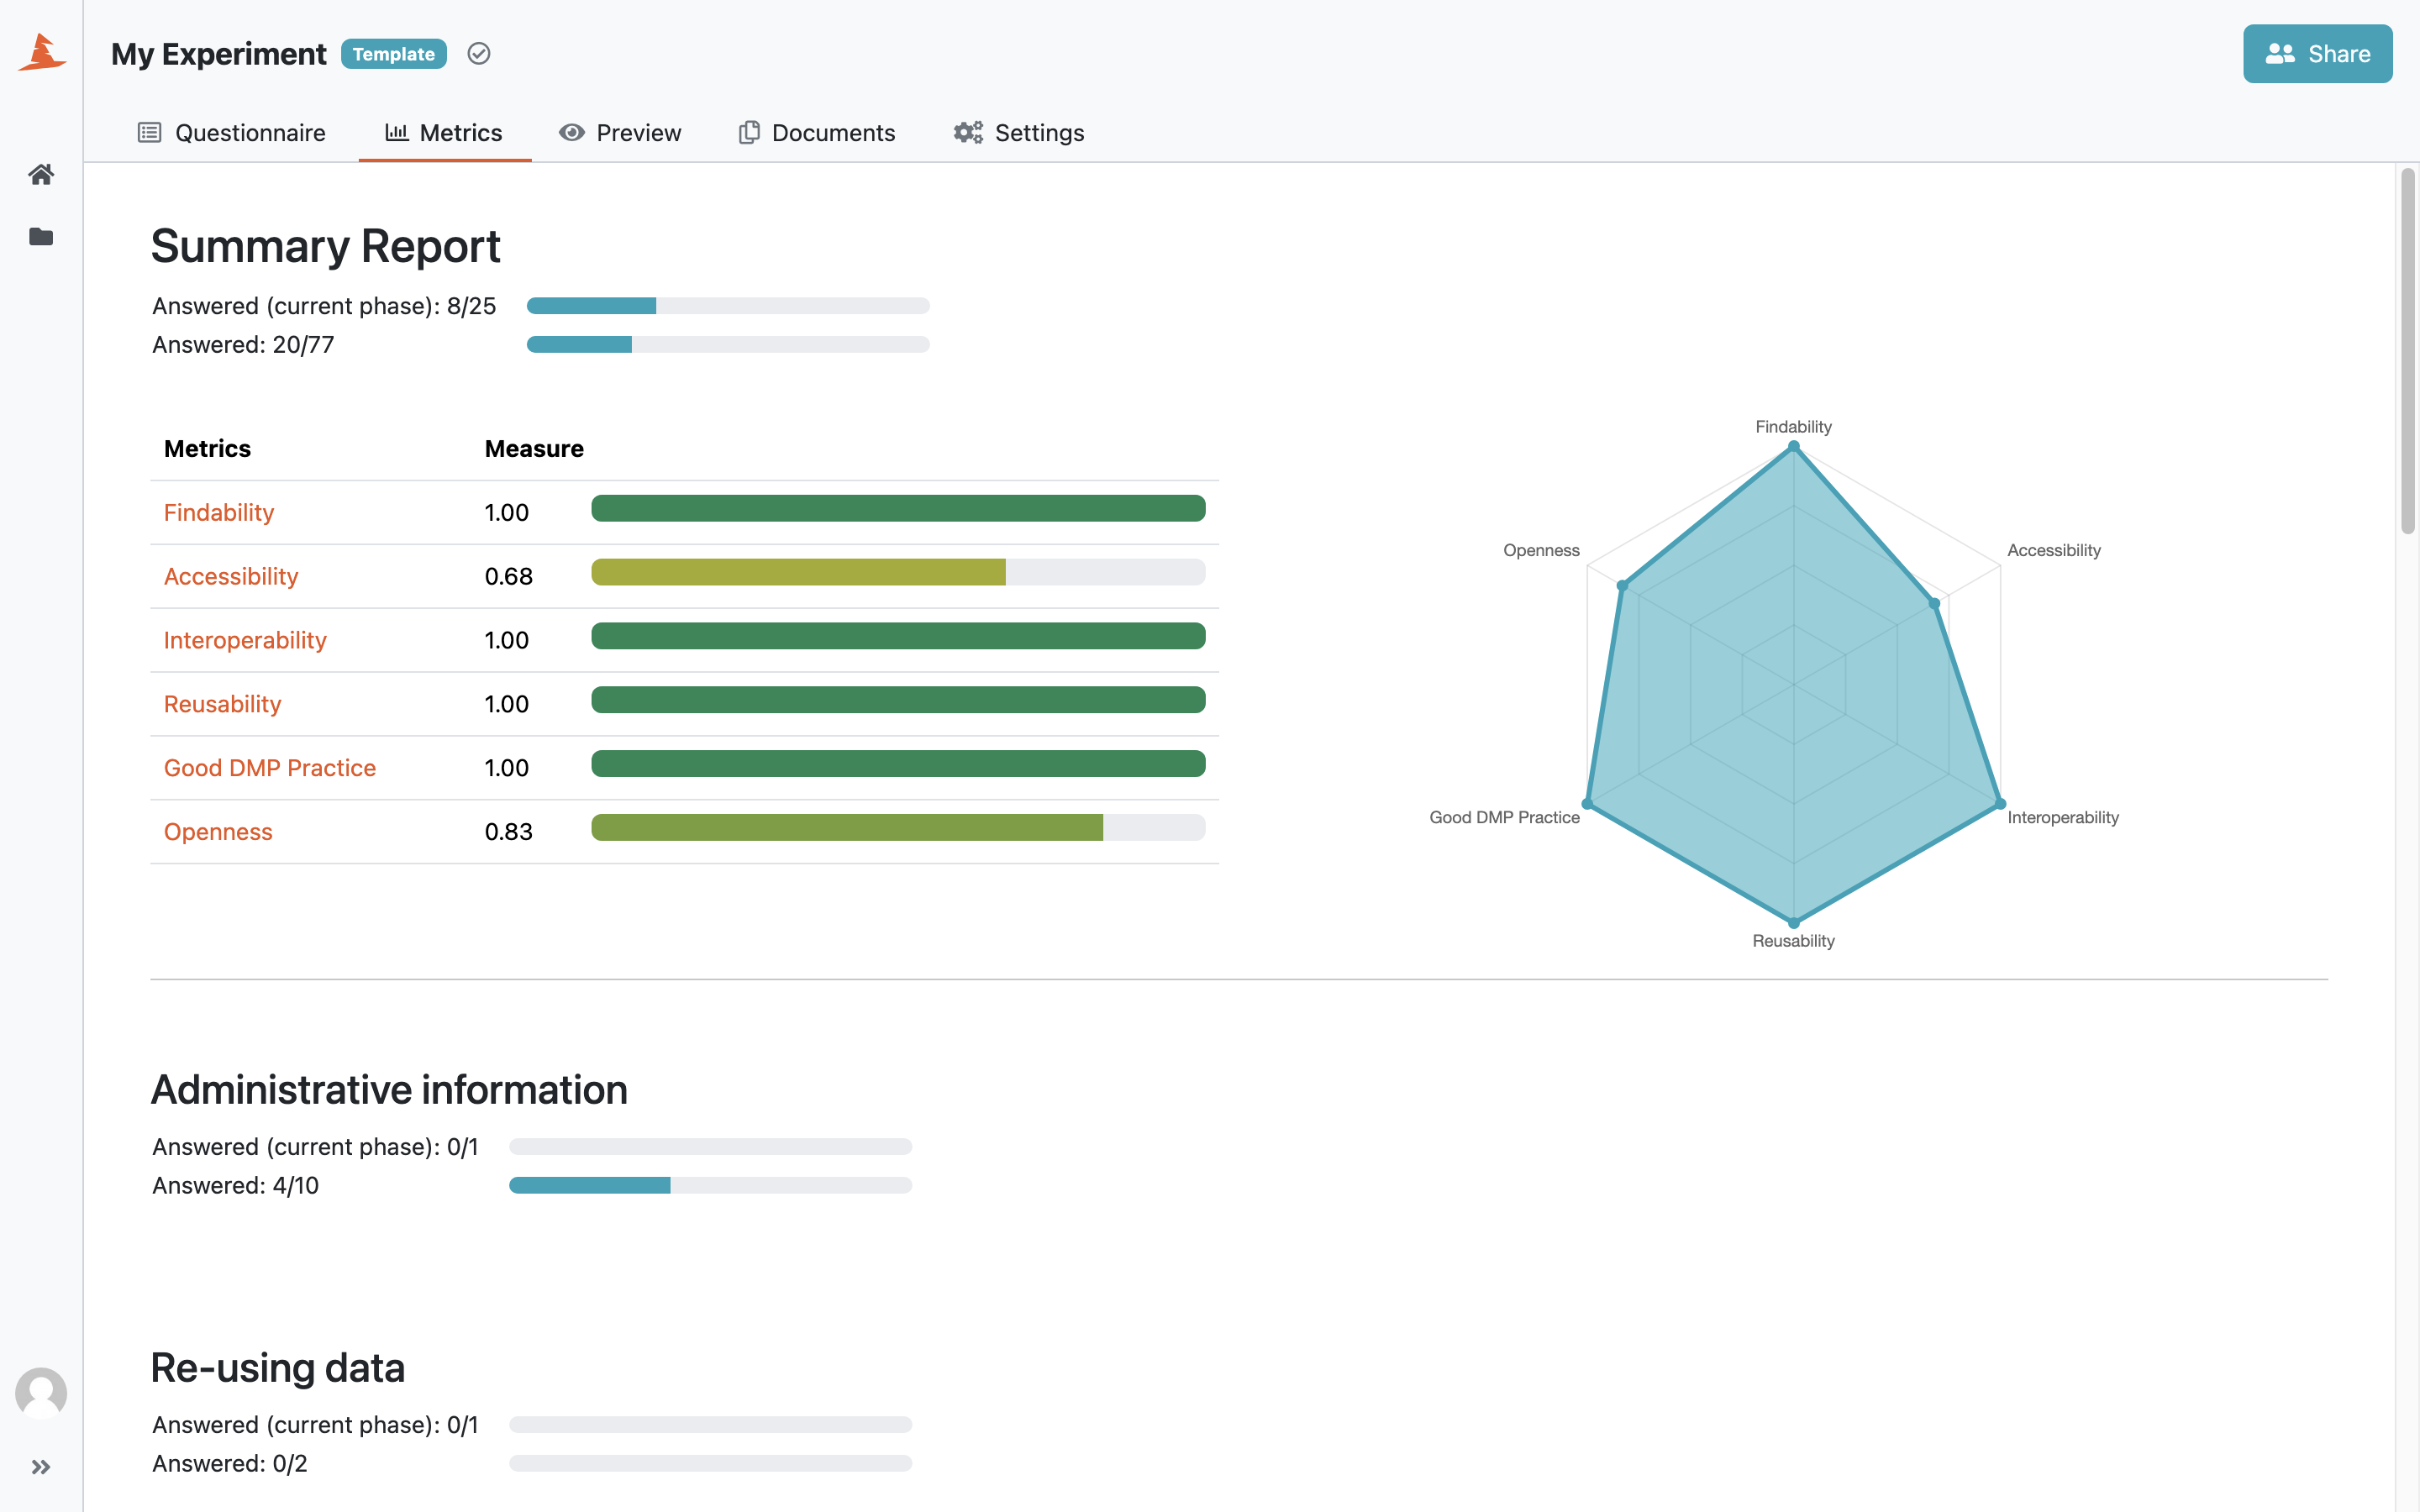 My Experiment Template
Share
Questionnaire Metrics Preview Documents Settings
Summary Report
Answered (current phase): 8/25
Answered: 20/77
Metrics Measure
Findability 1.00
Accessibility 0.68
Interoperability 1.00
Reusability 1.00
Good DMP Practice 1.00
Openness 0.83
Findability
Openness
Accessibility
Good DMP Practice
Interoperability
Reusability
Administrative information
Answered (current phase): 0/1
Answered: 4/10
Re-using data
Answered (current phase): 0/1
Answered: 0/2